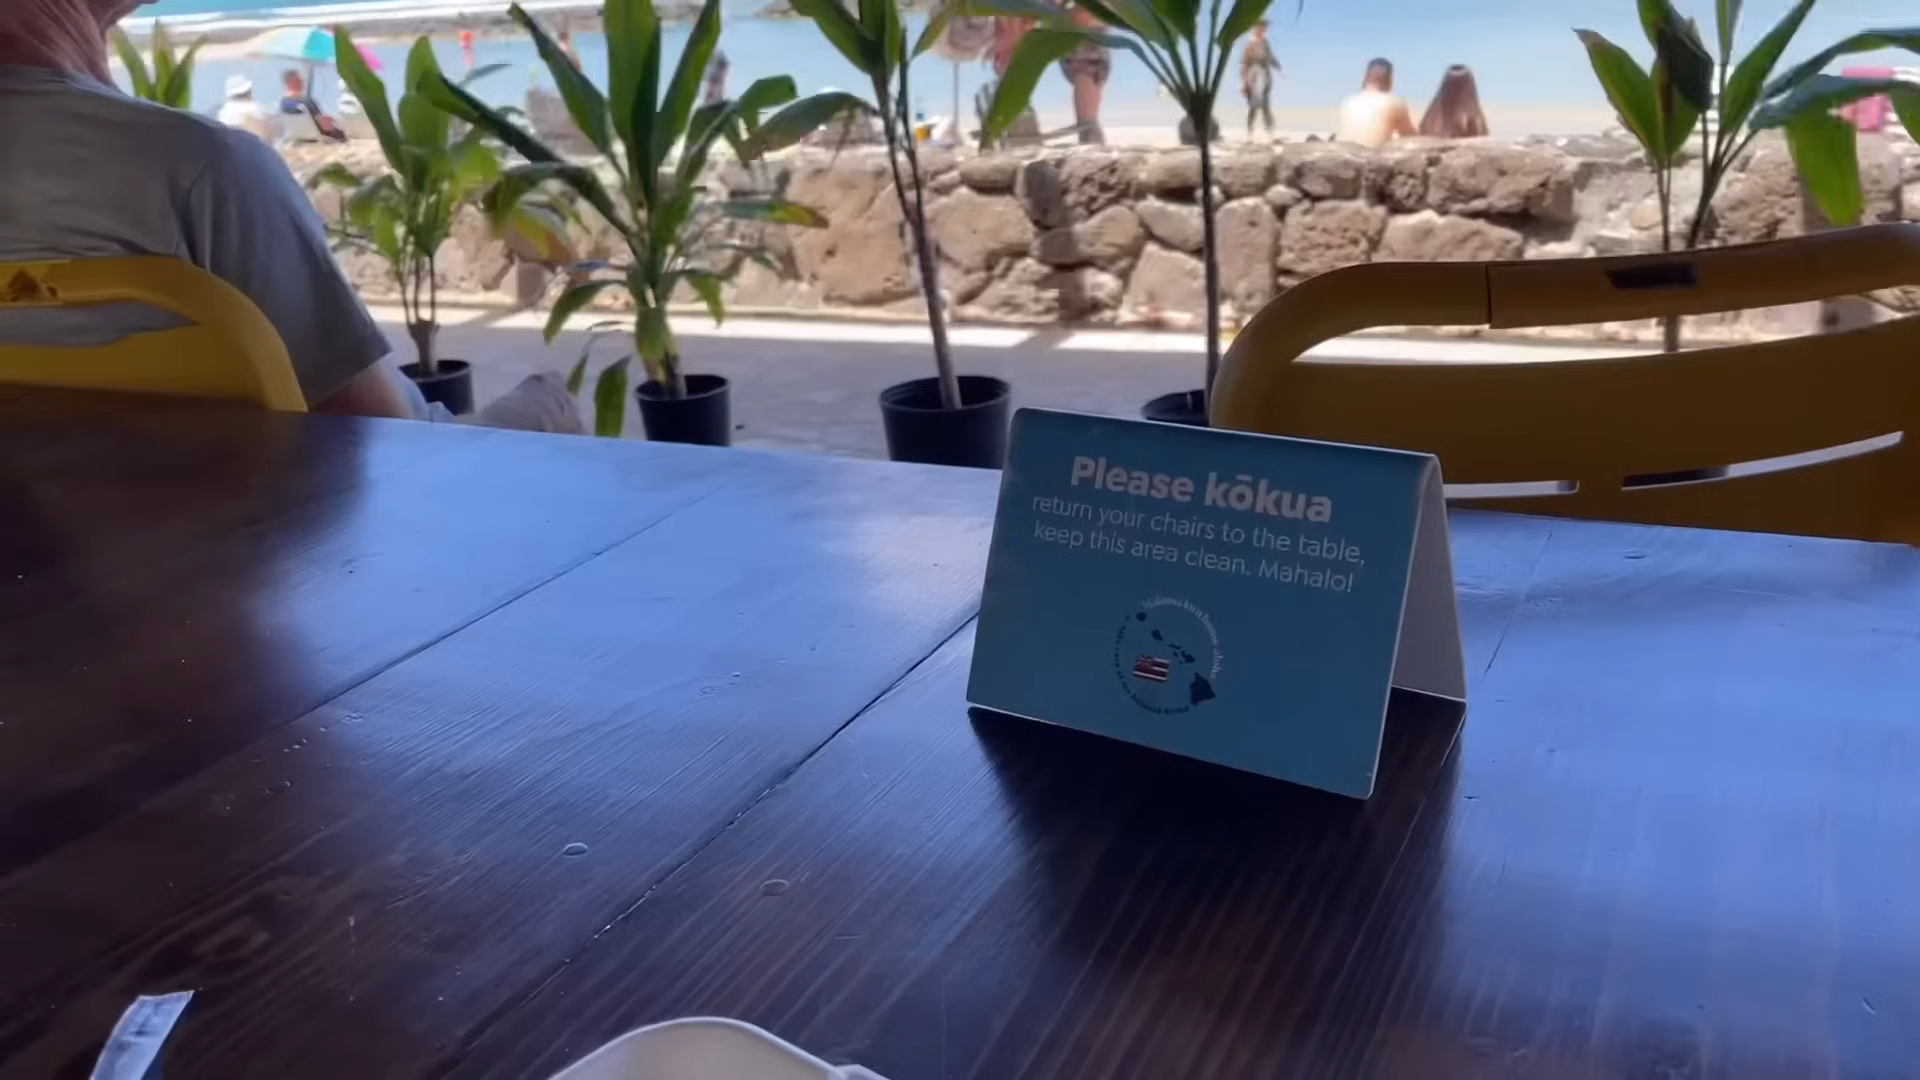 Please kōkua
return your chairs to the table,
keep this area clean. Mahalo!